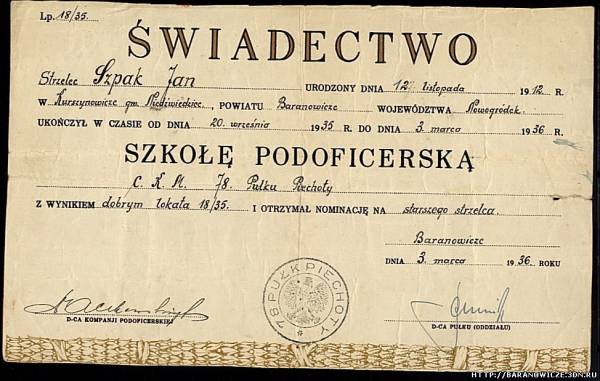 Lp. 18/35.
ŚWIADECTWO
Strzelec Szpak Jan URODZONY DNIA 12 listopada 1912 R.
W Kurszynowicze gm. Niedźwiedzice, POWIATU Baranowicze WOJEWÓDZTWA Nowogródek.
UKOŃCZYŁ W CZASIE OD DNIA 20. września 1935 R. DO DNIA 3. marca 1936 R.
SZKOŁĘ PODOFICERSKĄ
C. K. M. 78. Pułku Piechoty
Z WYNIKIEM dobrym lokata 18/35. I OTRZYMAŁ NOMINACJĘ NA starszego strzelca.
Baranowicze
DNIA 3. marca 1936 ROKU
78 PUŁK PIECHOTY
D-CA KOMPANJI PODOFICERSKIEJ
D-CA PUŁKU (ODDZIAŁU)
HTTP://BARANOWICZE.3DN.RU